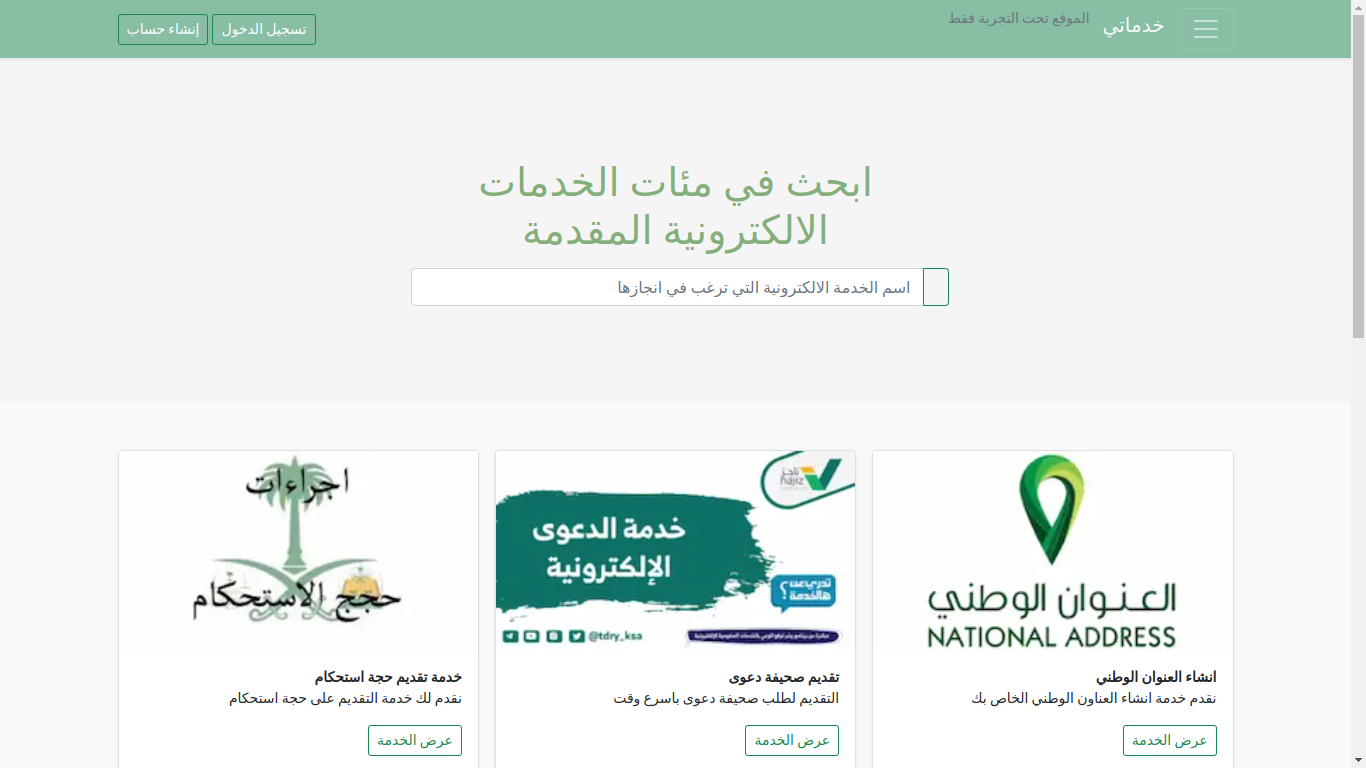 خدماتي
الموقع تحت التجربة فقط
تسجيل الدخول
إنشاء حساب
ابحث في مئات الخدمات
الالكترونية المقدمة
اسم الخدمة الالكترونية التي ترغب في انجازها
العنوان الوطني
NATIONAL ADDRESS
انشاء العنوان الوطني
نقدم خدمة انشاء العناون الوطني الخاص بك
عرض الخدمة
ناجز
najiz
خدمة الدعوى
الإلكترونية
تدري عن
هالخدمة؟
@tdry_ksa
تقديم صحيفة دعوى
التقديم لطلب صحيفة دعوى باسرع وقت
عرض الخدمة
اجراءات
حجج الاستحكام
خدمة تقديم حجة استحكام
نقدم لك خدمة التقديم على حجة استحكام
عرض الخدمة